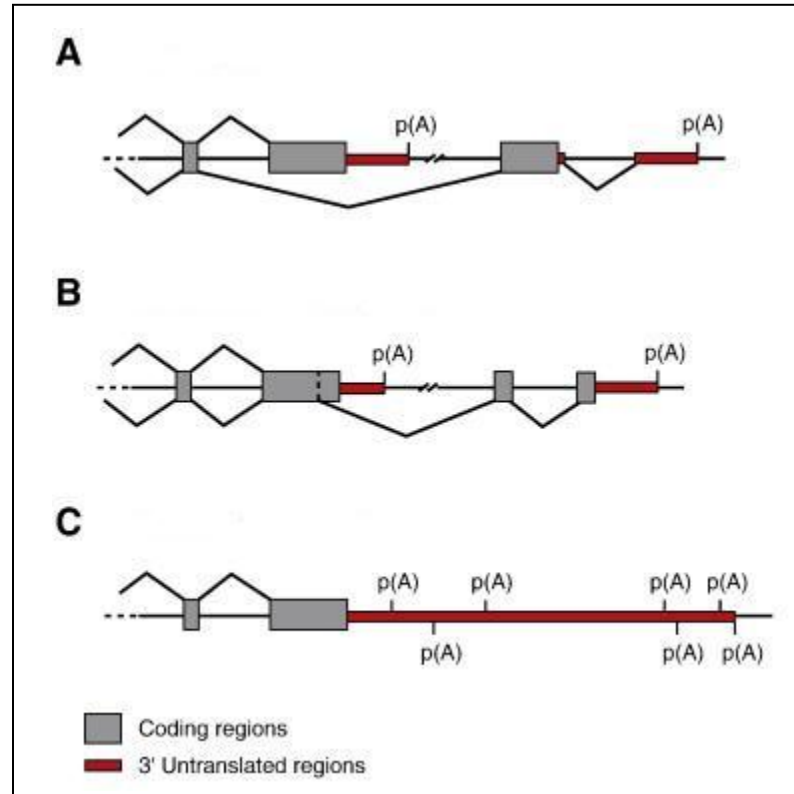 A
p(A) p(A)
B
p(A) p(A)
C
p(A) p(A) p(A) p(A)
p(A) p(A) p(A)
Coding regions
3' Untranslated regions